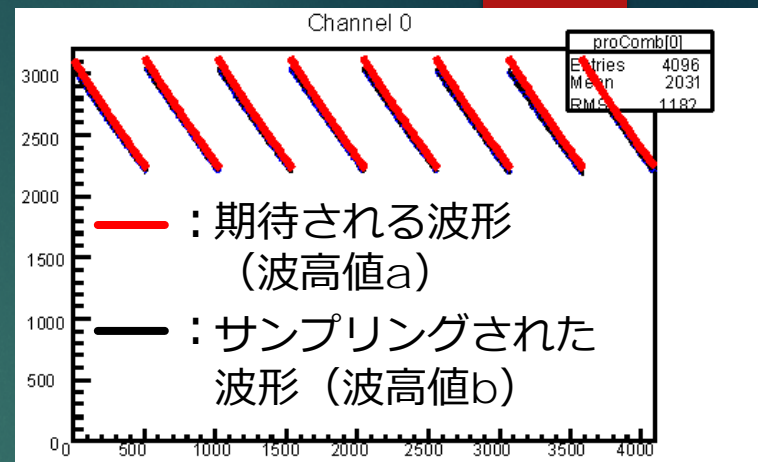 Channel 0
proComb[0]
Entries 4096
Mean 2031
RMS 1182
3000
2500
2000
1500
1000
500
0
：期待される波形
（波高値a）
：サンプリングされた
波形（波高値b）
0 500 1000 1500 2000 2500 3000 3500 4000